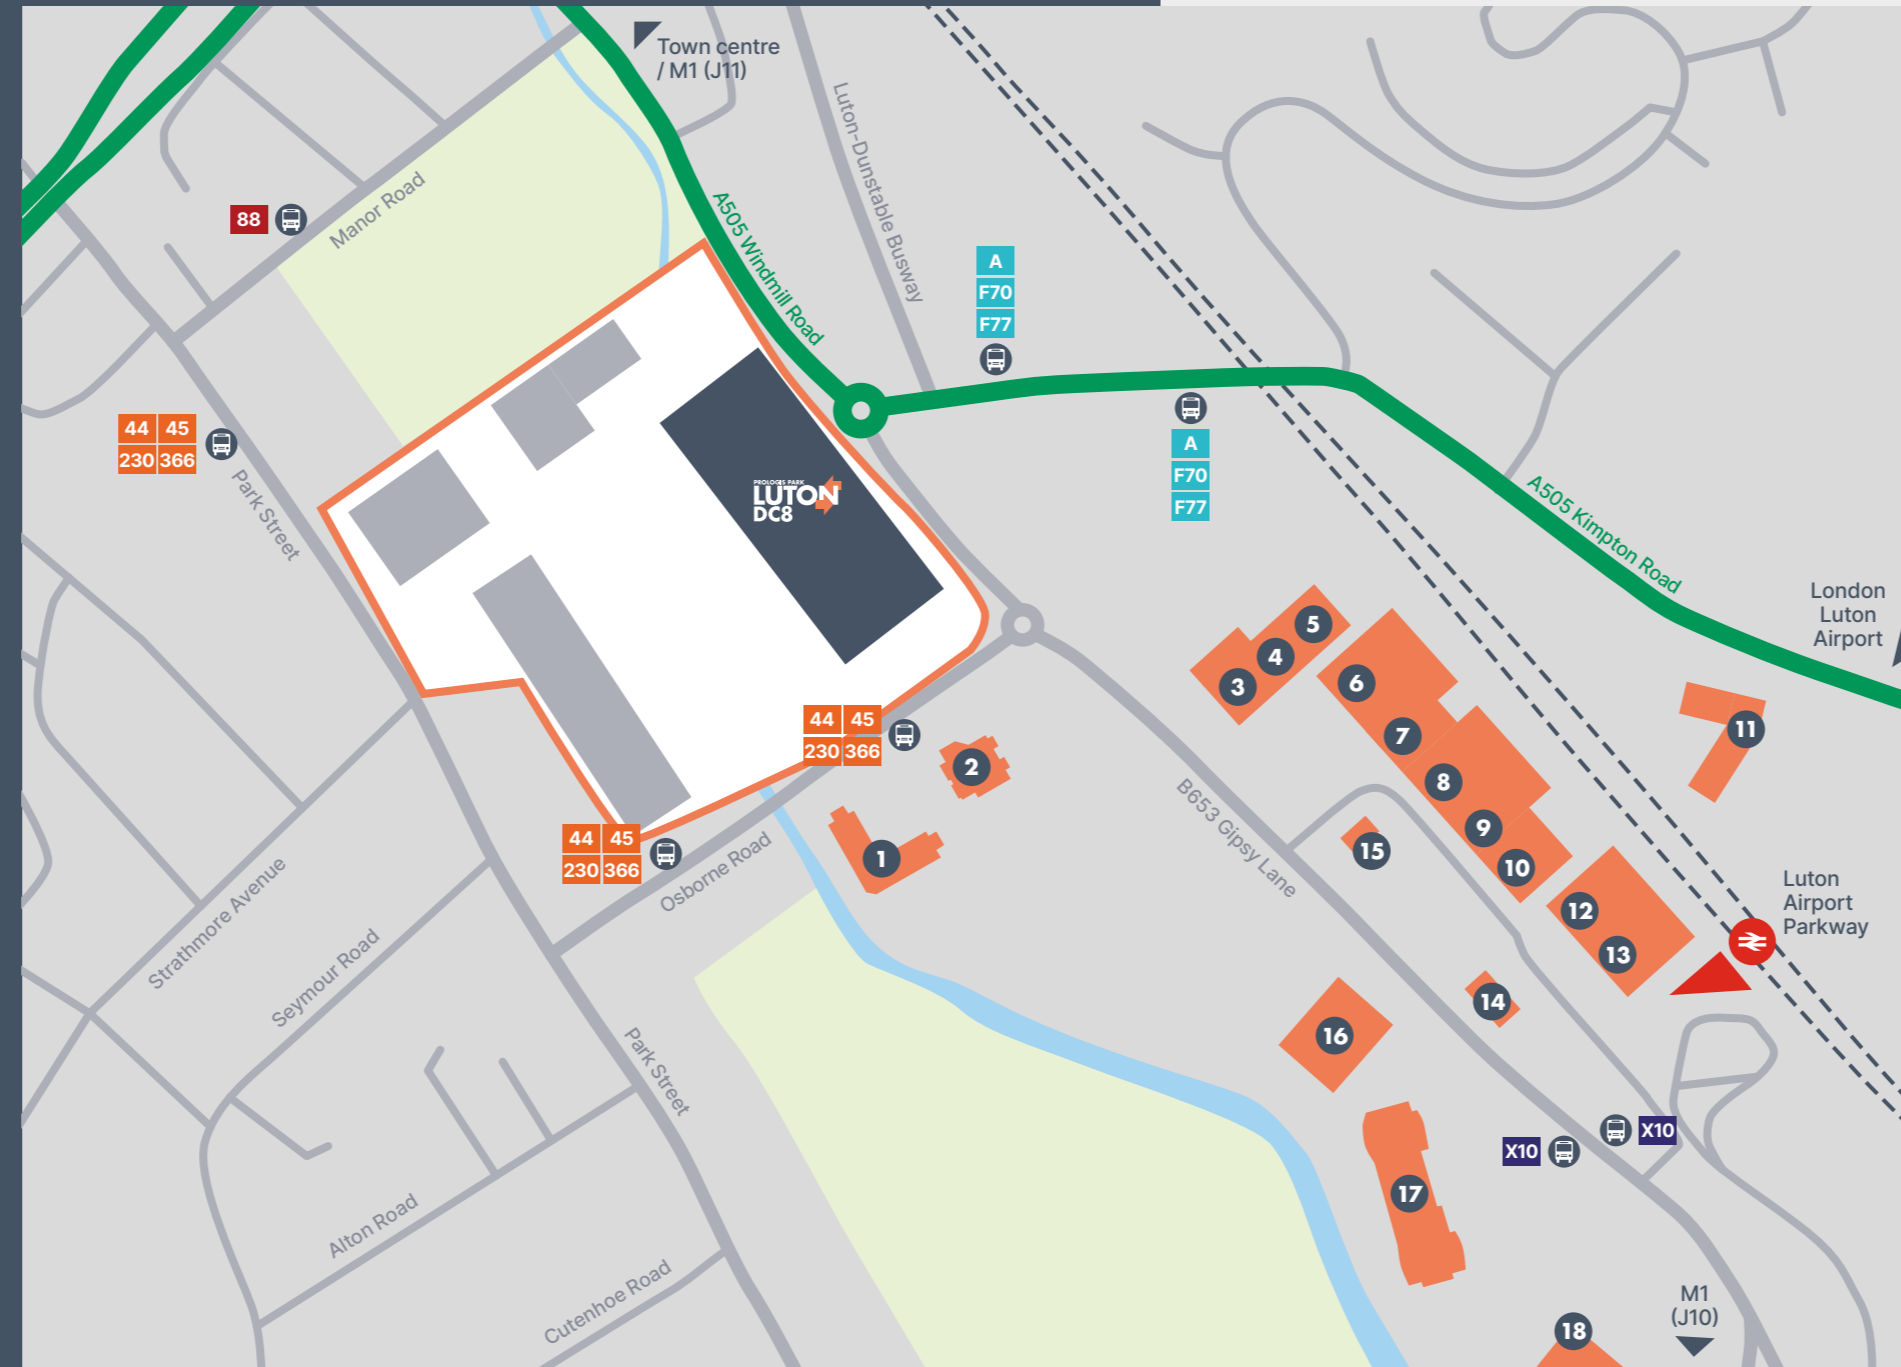 Town centre
/ M1 (J11)
Luton-Dunstable Busway
88
Manor Road
A505 Windmill Road
A
F70
F77
44 45
230 366
Park Street
PROLOGIS PARK
LUTON
DC8
A
F70
F77
A505 Kimpton Road
London
Luton
Airport
5
4
3
6
7
8
9
10
11
44 45
230 366
2
1
B653 Gipsy Lane
15
44 45
230 366
Osborne Road
Strathmore Avenue
Seymour Road
12
13
Luton
Airport
Parkway
14
16
Park Street
X10
X10
17
Alton Road
Cutenhoe Road
M1
(J10)
18